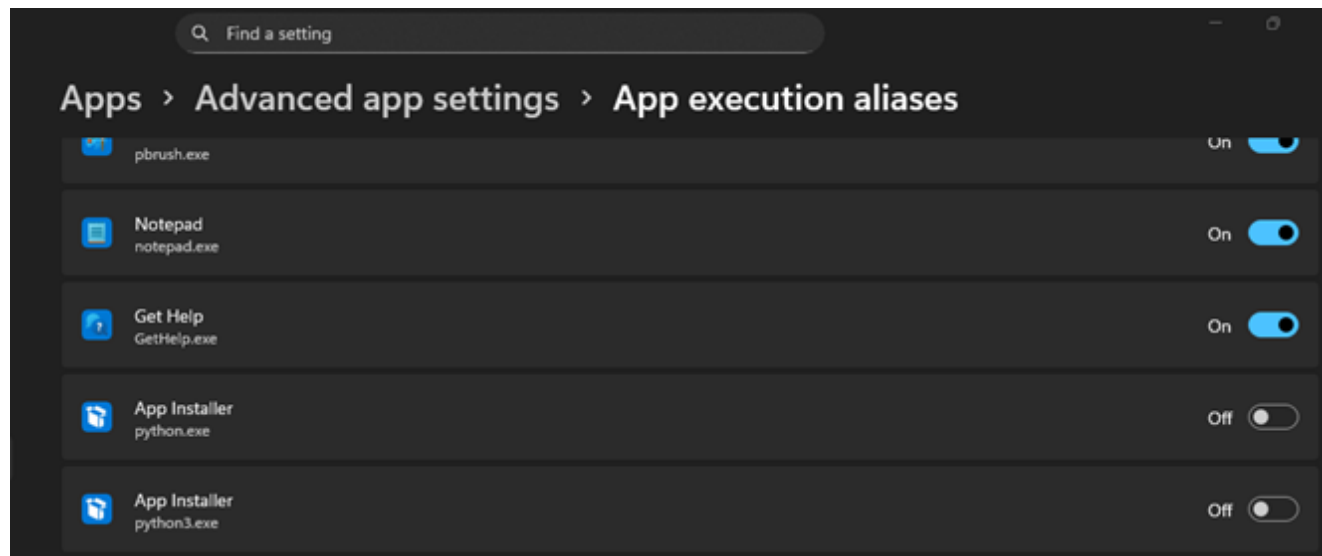 Find a setting
Apps > Advanced app settings > App execution aliases
pbrush.exe
On
Notepad
notepad.exe
On
Get Help
GetHelp.exe
On
App Installer
python.exe
Off
App Installer
python3.exe
Off